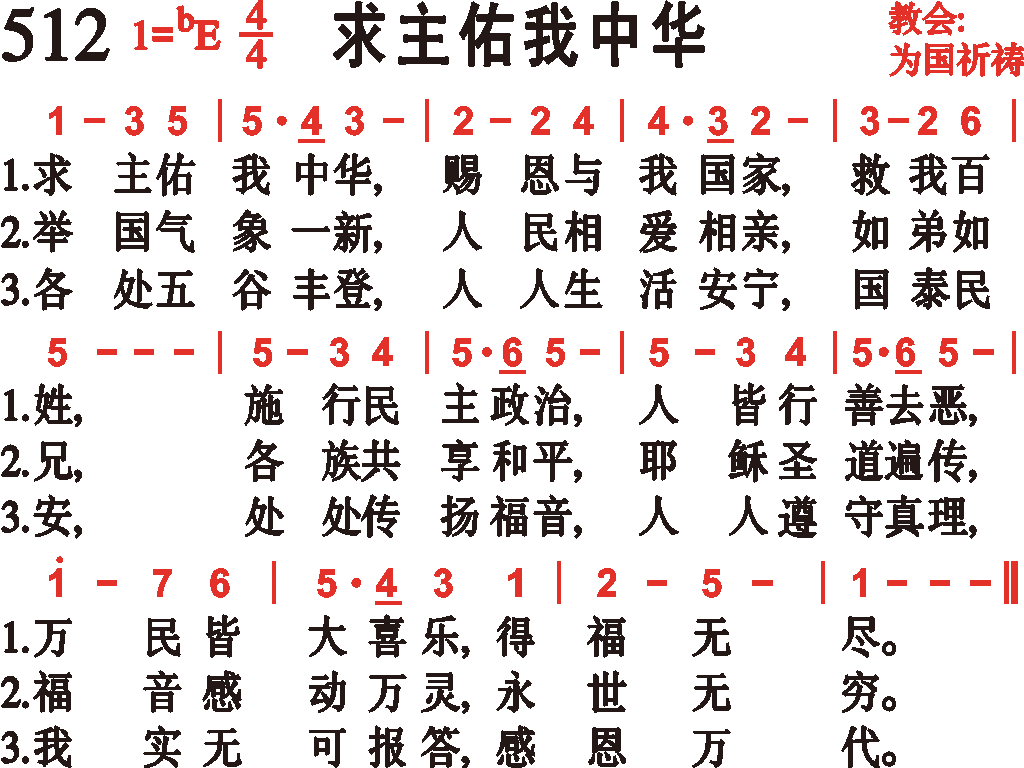 512 1=ᵇE 4/4 求主佑我中华 教会:
为国祈祷
1 - 3 5 | 5·4 3 - | 2 - 2 4 | 4·3 2 - | 3 - 2 6 |
1.求 主佑 我 中华, 赐 恩与 我 国家, 救 我百
2.举 国气 象 一新, 人 民相 爱 相亲, 如 弟如
3.各 处五 谷 丰登, 人 人生 活 安宁, 国 泰民
5 - - - | 5 - 3 4 | 5·6 5 - | 5 - 3 4 | 5·6 5 - |
1.姓, 施 行民 主 政治, 人 皆行 善去恶,
2.兄, 各 族共 享 和平, 耶 稣圣 道遍传,
3.安, 处 处传 扬 福音, 人 人遵 守真理,
1̇ - 7 6 | 5·4 3 1 | 2 - 5 - | 1 - - - ‖
1.万 民皆 大喜乐, 得 福 无 尽。
2.福 音感 动万灵, 永 世 无 穷。
3.我 实无 可报答, 感 恩 万 代。